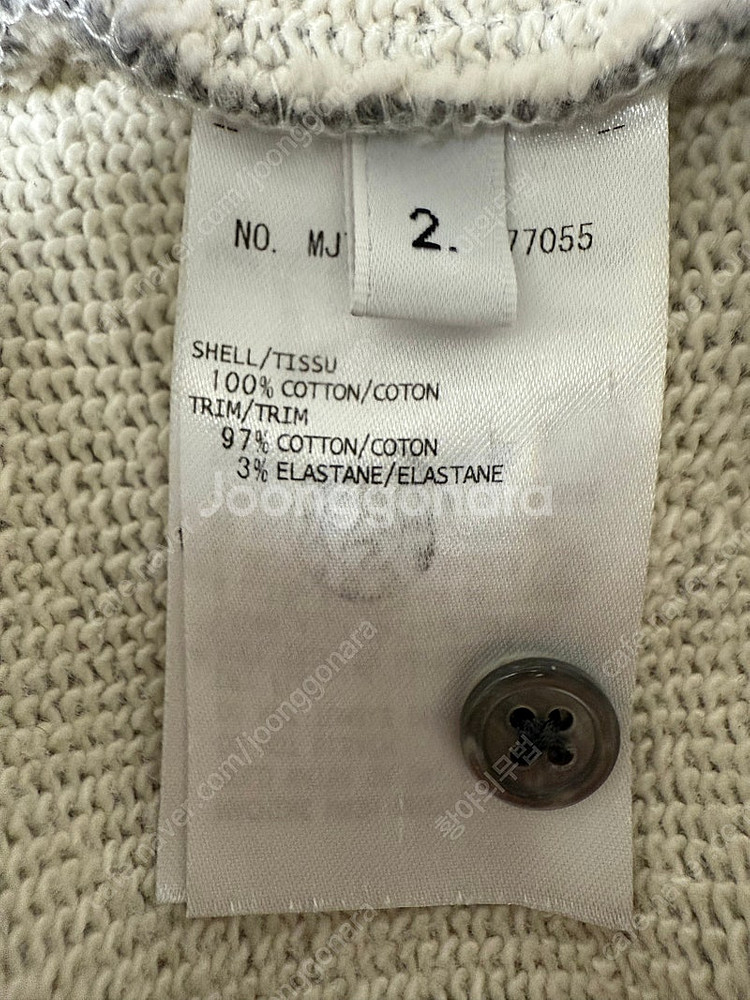 2.
NO. MJ 77055
SHELL/TISSU
100% COTTON/COTON
TRIM/TRIM
97% COTTON/COTON
3% ELASTANE/ELASTANE
Joonggonara